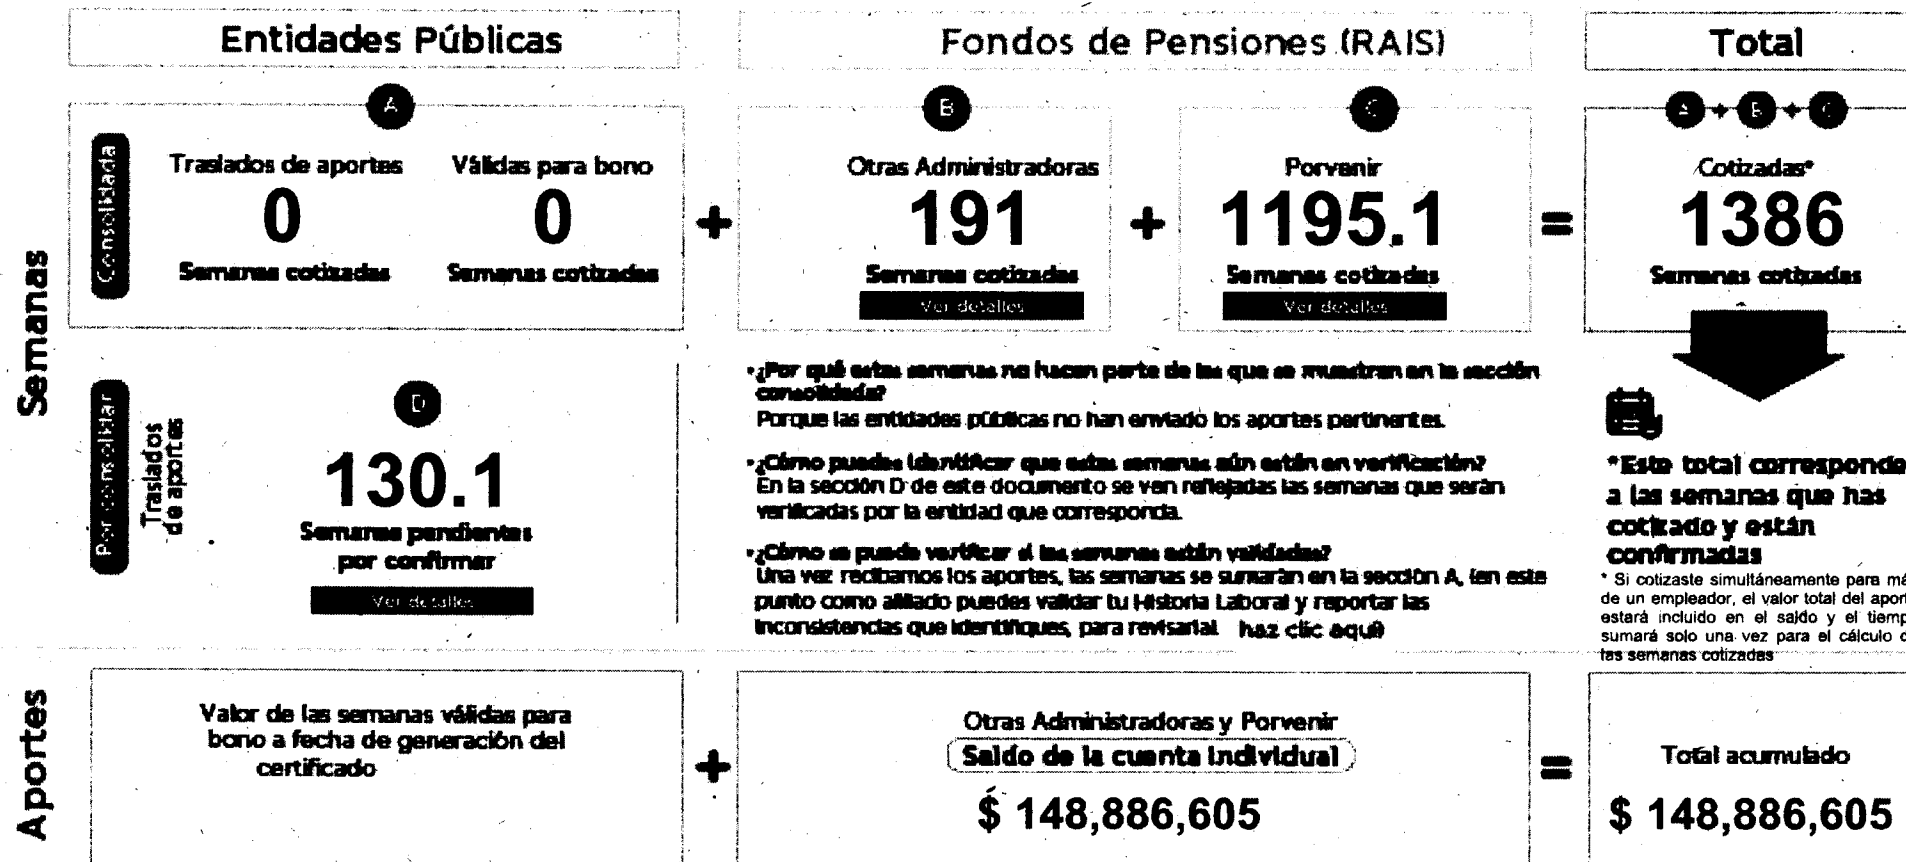 Entidades Públicas
Fondos de Pensiones (RAIS)
Total
A
B
C
A + B + C
Semanas
Consolidada
Traslados de aportes
0
Semanas cotizadas
Válidas para bono
0
Semanas cotizadas
+
Otras Administradoras
191
Semanas cotizadas
Ver detalles
+
Porvenir
1195.1
Semanas cotizadas
Ver detalles
=
Cotizadas*
1386
Semanas cotizadas
Por consolidar
Traslados
de aportes
D
130.1
Semanas pendientes
por confirmar
Ver detalles
• ¿Por qué estas semanas no hacen parte de las que se muestran en la sección
consolidada?
Porque las entidades públicas no han enviado los aportes pertinentes.
• ¿Cómo puedes identificar que estas semanas aún están en verificación?
En la sección D de este documento se ven reflejadas las semanas que serán
verificadas por la entidad que corresponda.
• ¿Cómo se puede verificar si las semanas están validadas?
Una vez recibamos los aportes, las semanas se sumarán en la sección A, (en este
punto como afiliado puedes validar tu Historia Laboral y reportar las
inconsistencias que identifiques, para revisarla) haz clic aquí)
*Este total corresponde
a las semanas que has
cotizado y están
confirmadas
* Si cotizaste simultáneamente para má
de un empleador, el valor total del aport
estará incluido en el saldo y el tiemp
sumará solo una vez para el cálculo d
las semanas cotizadas
Aportes
Valor de las semanas válidas para
bono a fecha de generación del
certificado
+
Otras Administradoras y Porvenir
Saldo de la cuenta individual
$ 148,886,605
=
Total acumulado
$ 148,886,605